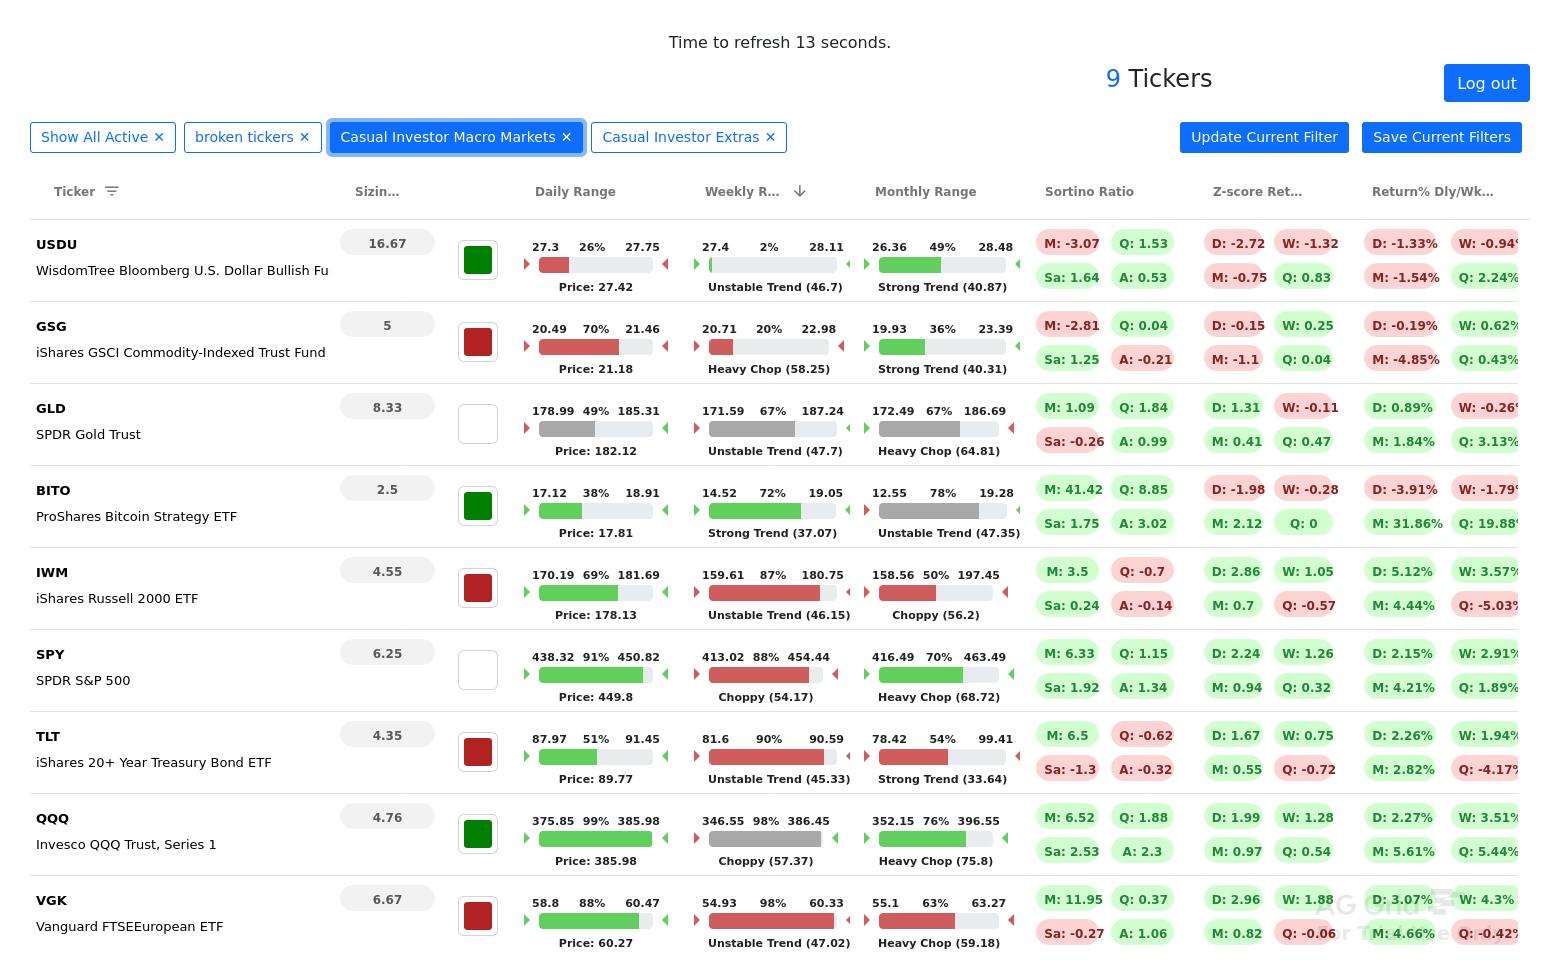 Time to refresh 13 seconds.
9 Tickers
Log out
Show All Active ✕ broken tickers ✕ Casual Investor Macro Markets ✕ Casual Investor Extras ✕ Update Current Filter Save Current Filters
Ticker Sizin... Daily Range Weekly R... Monthly Range Sortino Ratio Z-score Ret... Return% Dly/Wk...
USDU 16.67 27.3 26% 27.75 27.4 2% 28.11 26.36 49% 28.48 M: -3.07 Q: 1.53 D: -2.72 W: -1.32 D: -1.33% W: -0.94%
WisdomTree Bloomberg U.S. Dollar Bullish Fu Sa: 1.64 A: 0.53 M: -0.75 Q: 0.83 M: -1.54% Q: 2.24%
Price: 27.42 Unstable Trend (46.7) Strong Trend (40.87)
GSG 5 20.49 70% 21.46 20.71 20% 22.98 19.93 36% 23.39 M: -2.81 Q: 0.04 D: -0.15 W: 0.25 D: -0.19% W: 0.62%
iShares GSCI Commodity-Indexed Trust Fund Sa: 1.25 A: -0.21 M: -1.1 Q: 0.04 M: -4.85% Q: 0.43%
Price: 21.18 Heavy Chop (58.25) Strong Trend (40.31)
GLD 8.33 178.99 49% 185.31 171.59 67% 187.24 172.49 67% 186.69 M: 1.09 Q: 1.84 D: 1.31 W: -0.11 D: 0.89% W: -0.26%
SPDR Gold Trust Sa: -0.26 A: 0.99 M: 0.41 Q: 0.47 M: 1.84% Q: 3.13%
Price: 182.12 Unstable Trend (47.7) Heavy Chop (64.81)
BITO 2.5 17.12 38% 18.91 14.52 72% 19.05 12.55 78% 19.28 M: 41.42 Q: 8.85 D: -1.98 W: -0.28 D: -3.91% W: -1.79%
ProShares Bitcoin Strategy ETF Sa: 1.75 A: 3.02 M: 2.12 Q: 0 M: 31.86% Q: 19.88%
Price: 17.81 Strong Trend (37.07) Unstable Trend (47.35)
IWM 4.55 170.19 69% 181.69 159.61 87% 180.75 158.56 50% 197.45 M: 3.5 Q: -0.7 D: 2.86 W: 1.05 D: 5.12% W: 3.57%
iShares Russell 2000 ETF Sa: 0.24 A: -0.14 M: 0.7 Q: -0.57 M: 4.44% Q: -5.03%
Price: 178.13 Unstable Trend (46.15) Choppy (56.2)
SPY 6.25 438.32 91% 450.82 413.02 88% 454.44 416.49 70% 463.49 M: 6.33 Q: 1.15 D: 2.24 W: 1.26 D: 2.15% W: 2.91%
SPDR S&P 500 Sa: 1.92 A: 1.34 M: 0.94 Q: 0.32 M: 4.21% Q: 1.89%
Price: 449.8 Choppy (54.17) Heavy Chop (68.72)
TLT 4.35 87.97 51% 91.45 81.6 90% 90.59 78.42 54% 99.41 M: 6.5 Q: -0.62 D: 1.67 W: 0.75 D: 2.26% W: 1.94%
iShares 20+ Year Treasury Bond ETF Sa: -1.3 A: -0.32 M: 0.55 Q: -0.72 M: 2.82% Q: -4.17%
Price: 89.77 Unstable Trend (45.33) Strong Trend (33.64)
QQQ 4.76 375.85 99% 385.98 346.55 98% 386.45 352.15 76% 396.55 M: 6.52 Q: 1.88 D: 1.99 W: 1.28 D: 2.27% W: 3.51%
Invesco QQQ Trust, Series 1 Sa: 2.53 A: 2.3 M: 0.97 Q: 0.54 M: 5.61% Q: 5.44%
Price: 385.98 Choppy (57.37) Heavy Chop (75.8)
VGK 6.67 58.8 88% 60.47 54.93 98% 60.33 55.1 63% 63.27 M: 11.95 Q: 0.37 D: 2.96 W: 1.88 D: 3.07% W: 4.3%
AG Grid
Vanguard FTSEEuropean ETF Sa: -0.27 A: 1.06 M: 0.82 Q: -0.06 M: 4.66% Q: -0.42%
For Trial Use Only
Price: 60.27 Unstable Trend (47.02) Heavy Chop (59.18)